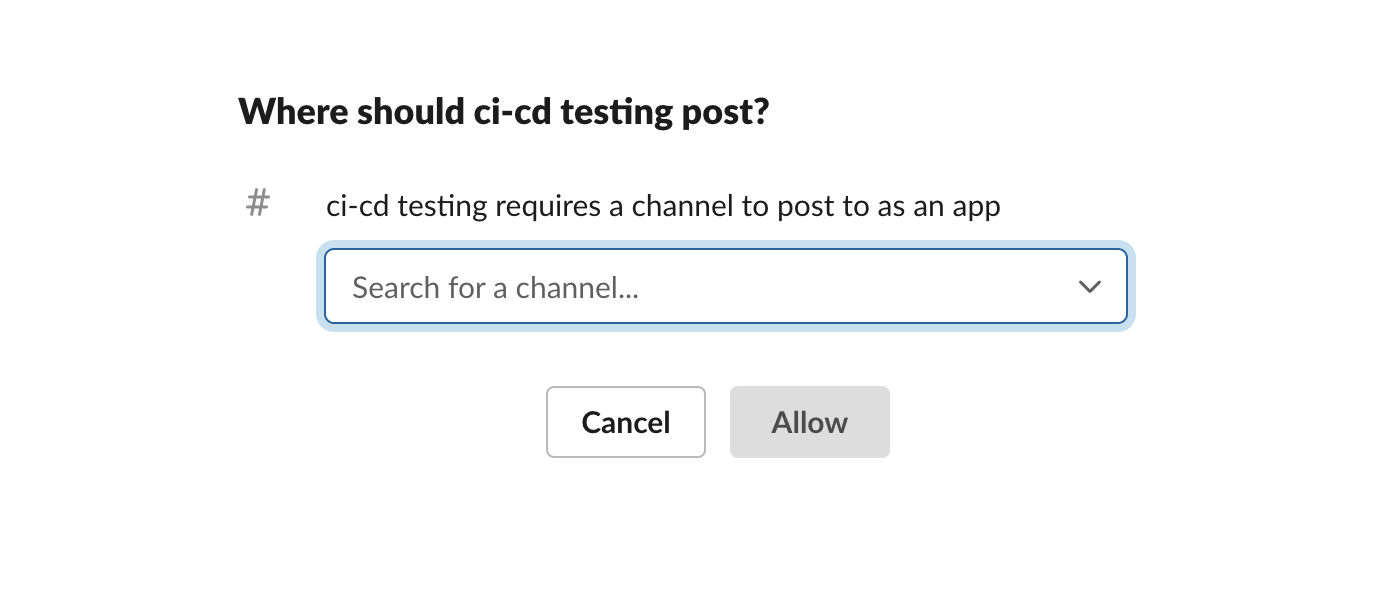 Where should ci-cd testing post?
# ci-cd testing requires a channel to post to as an app
Search for a channel...
Cancel Allow